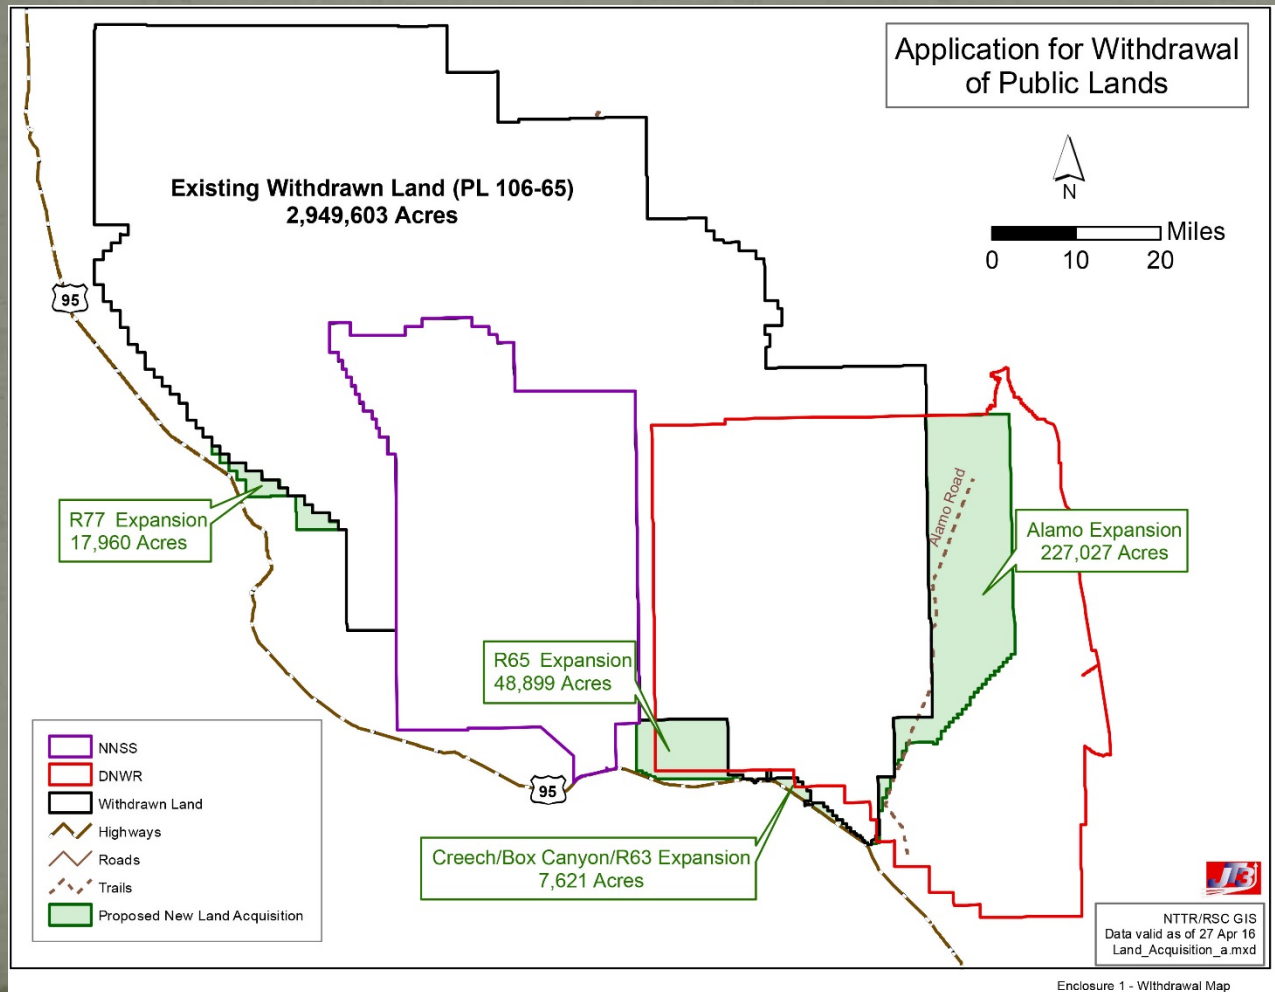 Application for Withdrawal
of Public Lands
N
Miles
0 10 20
Existing Withdrawn Land (PL 106-65)
2,949,603 Acres
95
Alamo Road
R77 Expansion
17,960 Acres
Alamo Expansion
227,027 Acres
R65 Expansion
48,899 Acres
95
Creech/Box Canyon/R63 Expansion
7,621 Acres
NNSS
DNWR
Withdrawn Land
Highways
Roads
Trails
Proposed New Land Acquisition
JT3
NTTR/RSC GIS
Data valid as of 27 Apr 16
Land_Acquisition_a.mxd
Enclosure 1 - Withdrawal Map